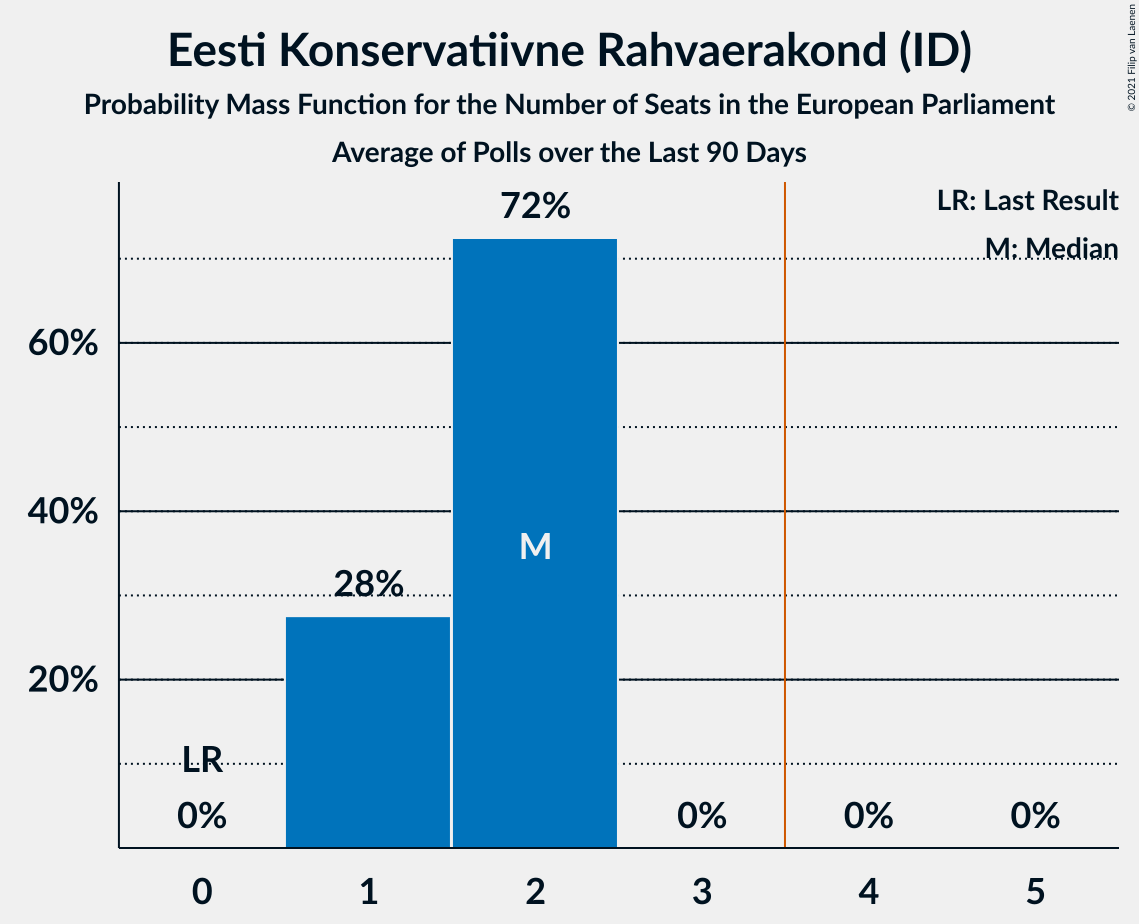 Eesti Konservatiivne Rahvaerakond (ID)
Probability Mass Function for the Number of Seats in the European Parliament
Average of Polls over the Last 90 Days
© 2021 Filip van Laenen
LR: Last Result
M: Median
72%
60%
40%
M
28%
20%
LR
0%
0%
0%
0%
0
1
2
3
4
5